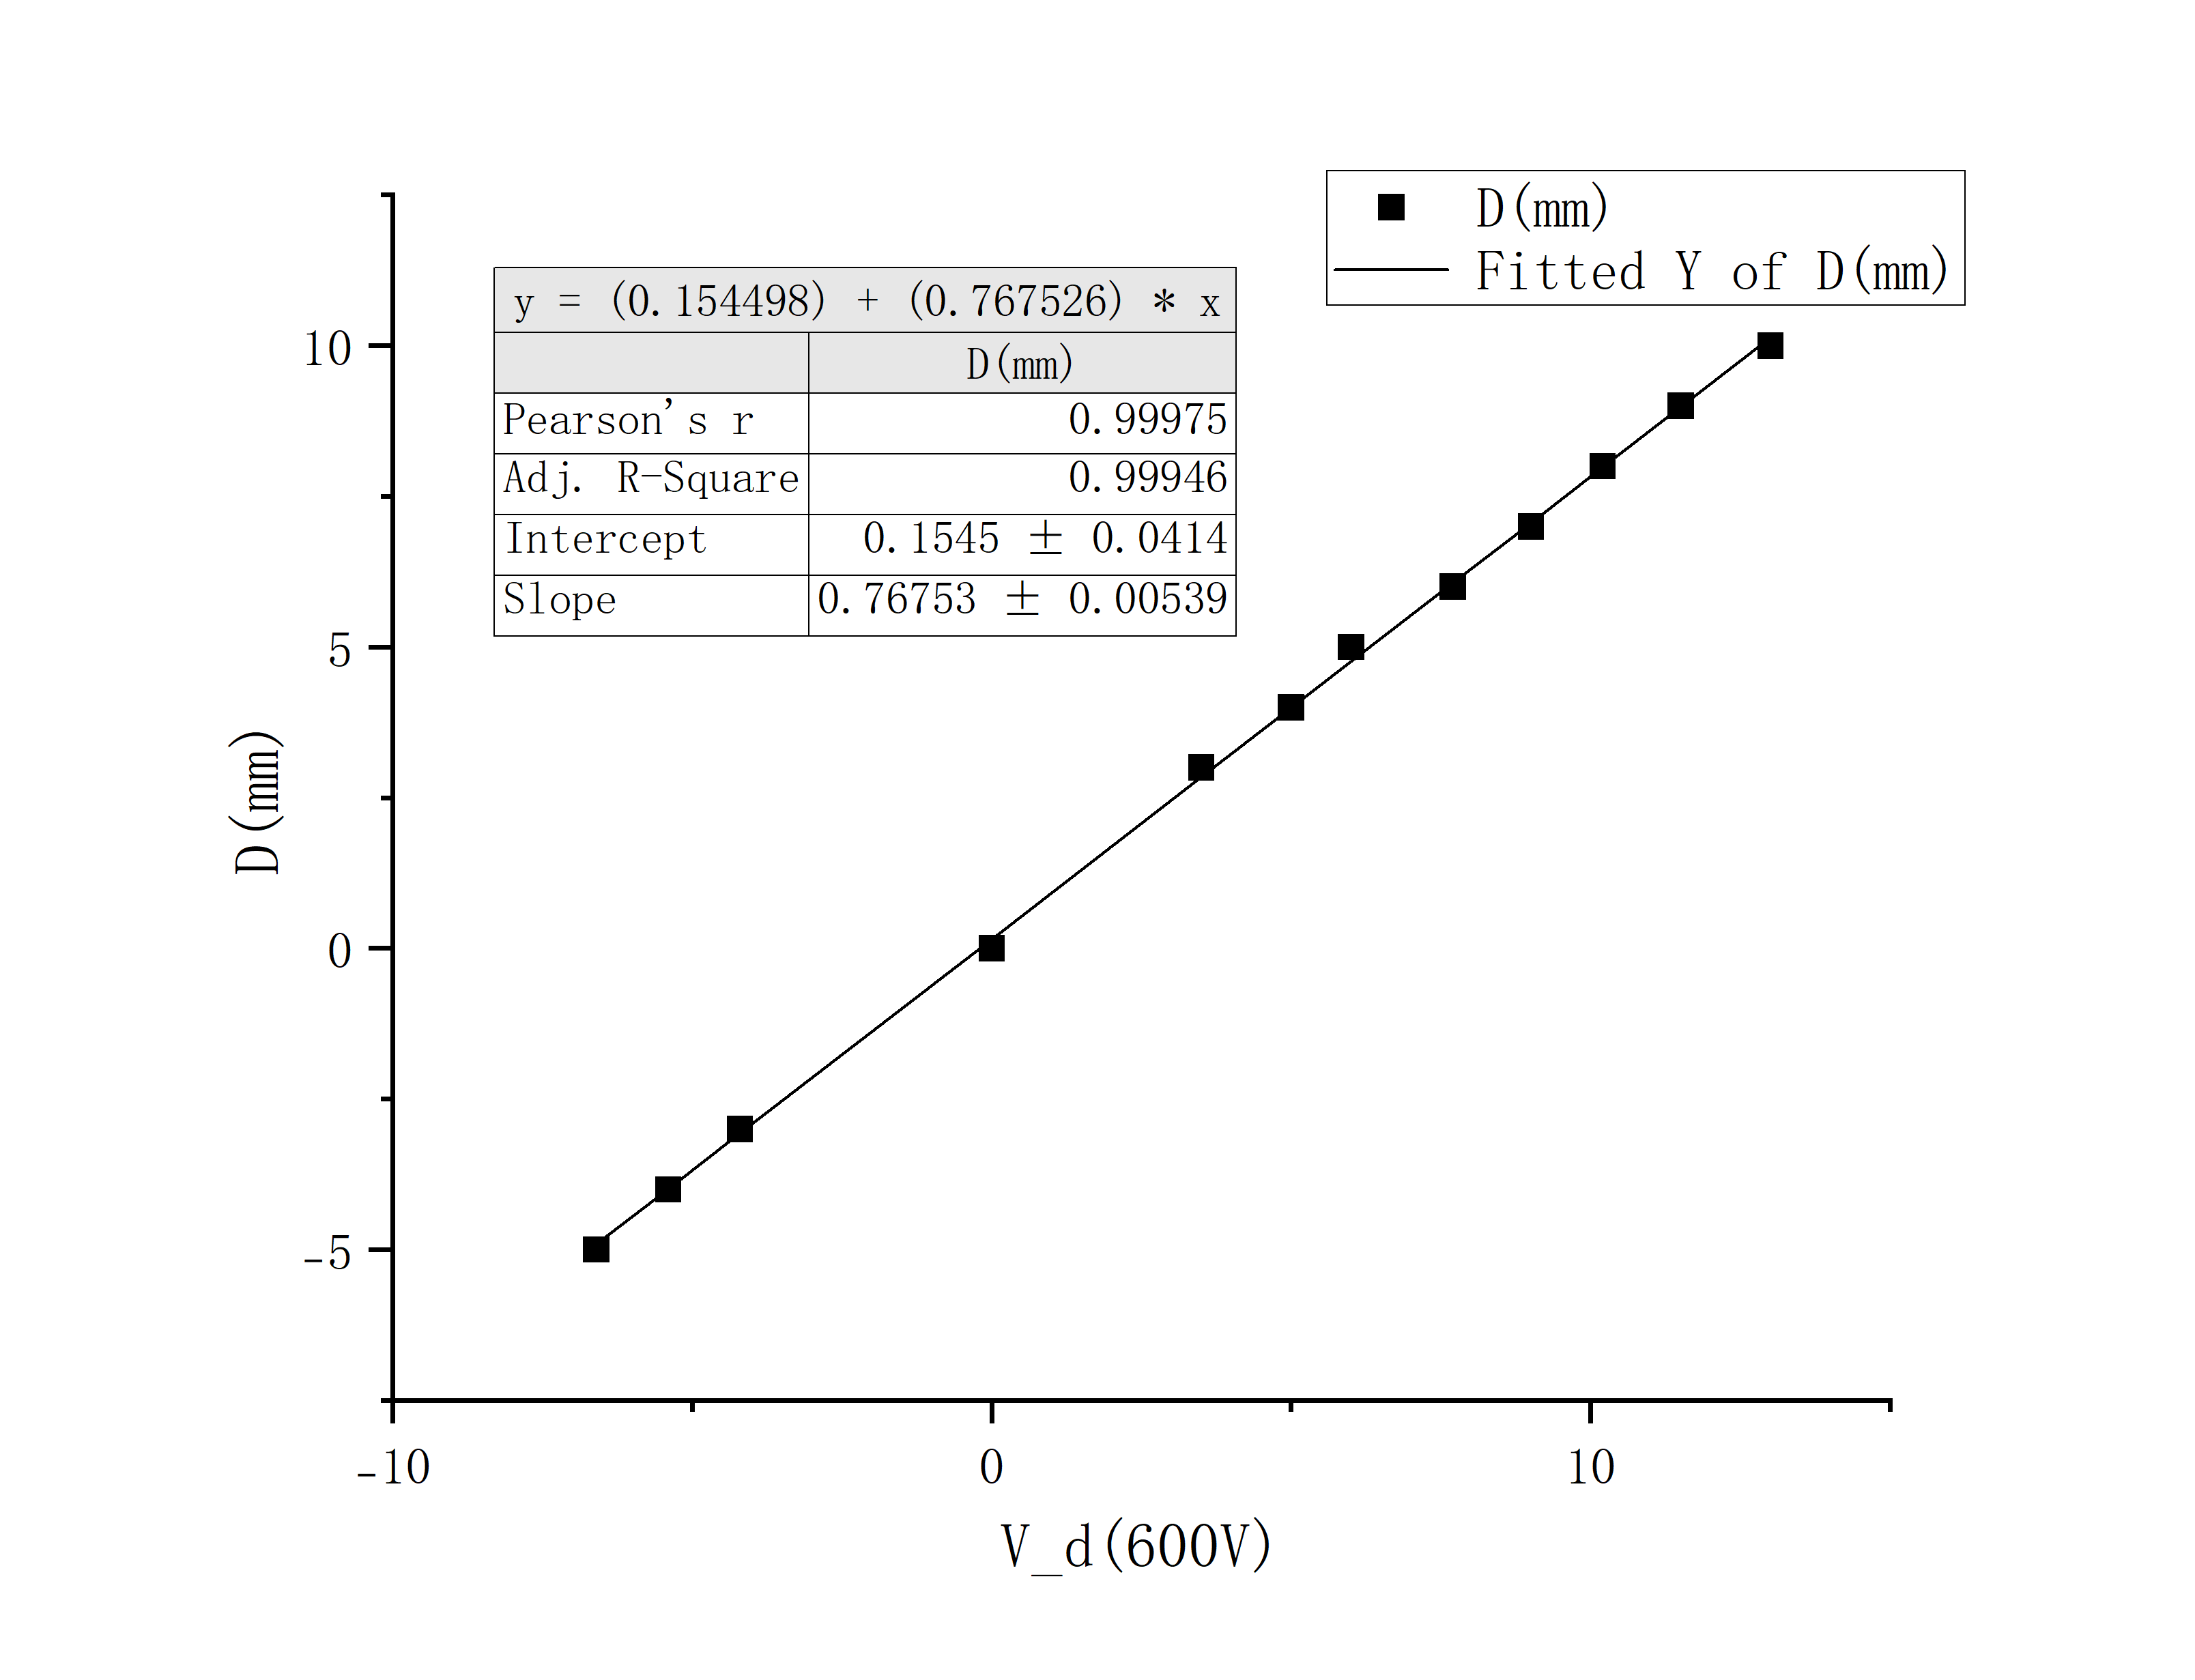 D(mm)
Fitted Y of D(mm)
y = (0.154498) + (0.767526) * x
D(mm)
Pearson's r 0.99975
Adj. R-Square 0.99946
Intercept 0.1545 ± 0.0414
Slope 0.76753 ± 0.00539
10
5
0
-5
D(mm)
-10 0 10
V_d(600V)